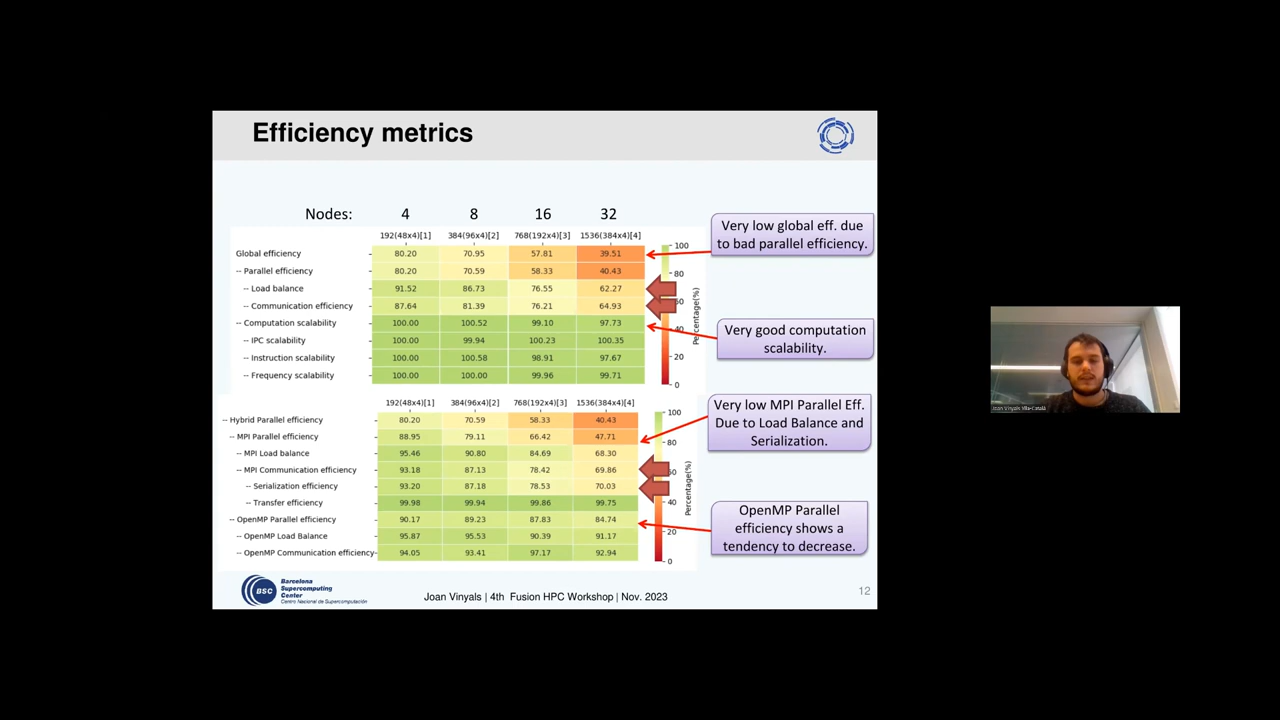 Efficiency metrics
Nodes: 4 8 16 32
192(48x4)[1] 384(96x4)[2] 768(192x4)[3] 1536(384x4)[4]
Global efficiency 80.20 70.95 57.81 39.51
-- Parallel efficiency 80.20 70.59 58.33 40.43
-- Load balance 91.52 86.73 76.55 62.27
-- Communication efficiency 87.64 81.39 76.21 64.93
-- Computation scalability 100.00 100.52 99.10 97.73
-- IPC scalability 100.00 99.94 100.23 100.35
-- Instruction scalability 100.00 100.58 98.91 97.67
-- Frequency scalability 100.00 100.00 99.96 99.71
100
80
60
40
20
0
Percentage(%)
Very low global eff. due
to bad parallel efficiency.
Very good computation
scalability.
192(48x4)[1] 384(96x4)[2] 768(192x4)[3] 1536(384x4)[4]
-- Hybrid Parallel efficiency 80.20 70.59 58.33 40.43
-- MPI Parallel efficiency 88.95 79.11 66.42 47.71
-- MPI Load balance 95.46 90.80 84.69 68.30
-- MPI Communication efficiency 93.18 87.13 78.42 69.86
-- Serialization efficiency 93.20 87.18 78.53 70.03
-- Transfer efficiency 99.98 99.94 99.86 99.75
-- OpenMP Parallel efficiency 90.17 89.23 87.83 84.74
-- OpenMP Load Balance 95.87 95.53 90.39 91.17
-- OpenMP Communication efficiency 94.05 93.41 97.17 92.94
100
80
60
40
20
0
Percentage(%)
Very low MPI Parallel Eff.
Due to Load Balance and
Serialization.
OpenMP Parallel
efficiency shows a
tendency to decrease.
BSC
Barcelona
Supercomputing
Center
Centro Nacional de Supercomputación
Joan Vinyals | 4th Fusion HPC Workshop | Nov. 2023
12
Joan Vinyals Ylla-Català